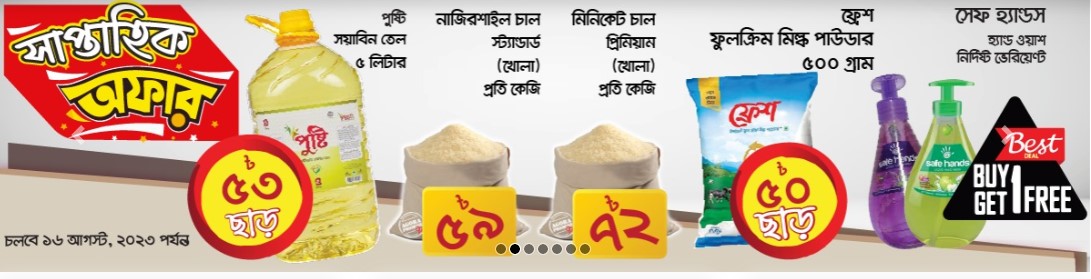 সাপ্তাহিক
অফার
চলবে ১৬ আগস্ট, ২০২৩ পর্যন্ত
পুষ্টি
সয়াবিন তেল
৫ লিটার
পুষ্টি
৳
৫৩
ছাড়
নাজিরশাইল চাল
স্ট্যান্ডার্ড
(খোলা)
প্রতি কেজি
৳
৫৯
মিনিকেট চাল
প্রিমিয়াম
(খোলা)
প্রতি কেজি
৳
৭২
ফ্রেশ
ফুলক্রিম মিল্ক পাউডার
৫০০ গ্রাম
ফ্রেশ
৳
৫০
ছাড়
সেফ হ্যান্ডস
হ্যান্ড ওয়াশ
নির্দিষ্ট ভেরিয়েন্ট
safe hands
safe hands
Best
DEAL
BUY
GET 1 FREE